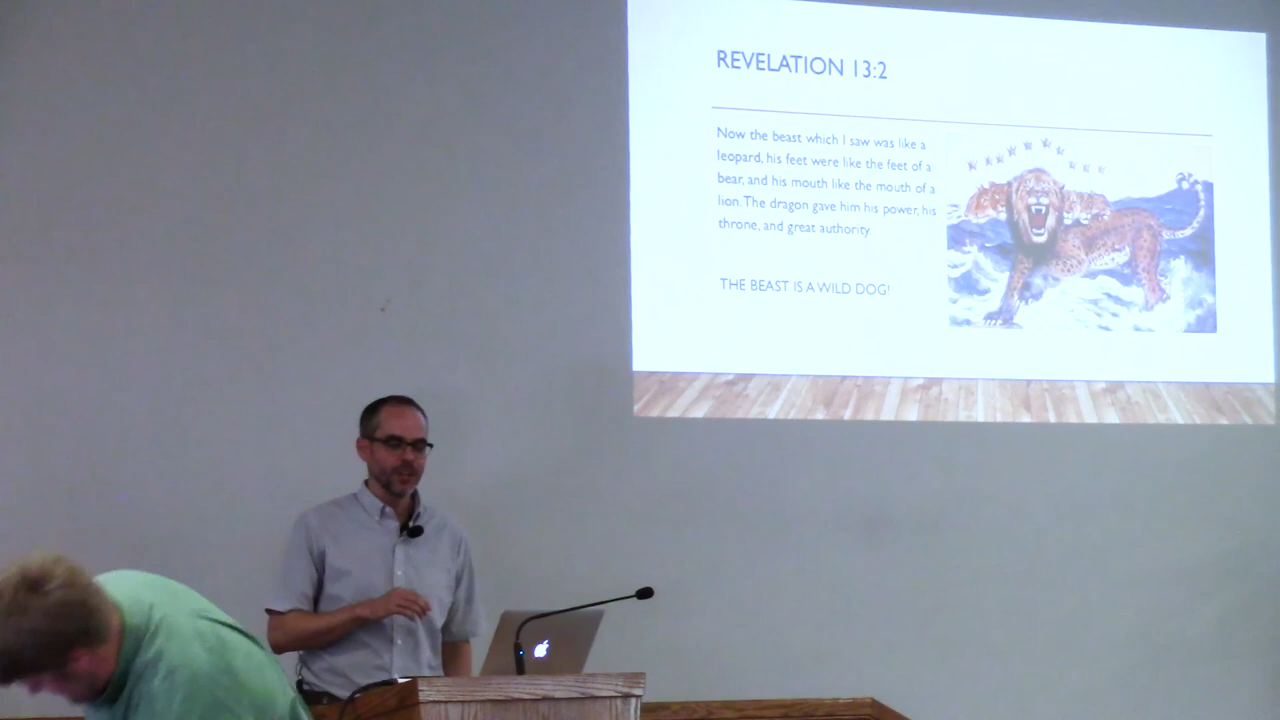 REVELATION 13:2
Now the beast which I saw was like a
leopard, his feet were like the feet of a
bear, and his mouth like the mouth of a
lion. The dragon gave him his power, his
throne, and great authority.
THE BEAST IS A WILD DOG!